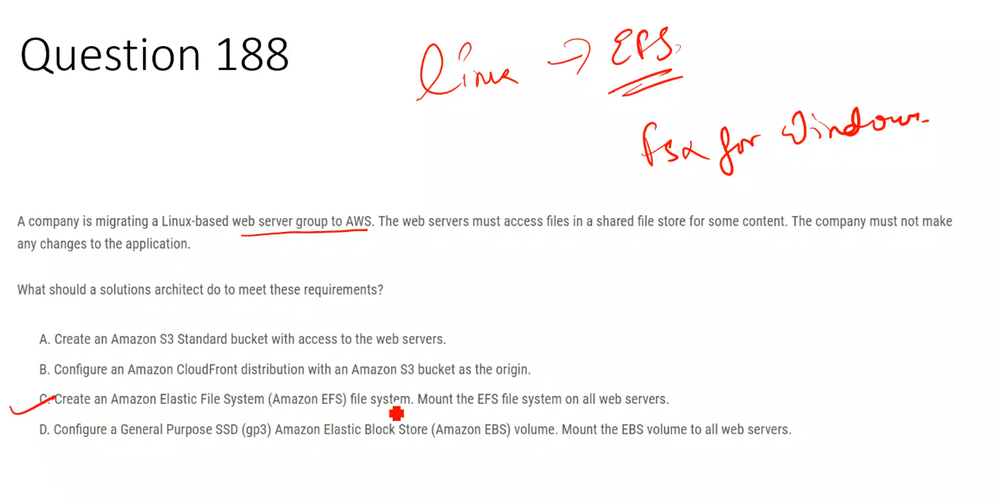 Question 188
Linux → EFS.
fsx for Windows.
A company is migrating a Linux-based web server group to AWS. The web servers must access files in a shared file store for some content. The company must not make
any changes to the application.
What should a solutions architect do to meet these requirements?
A. Create an Amazon S3 Standard bucket with access to the web servers.
B. Configure an Amazon CloudFront distribution with an Amazon S3 bucket as the origin.
C. Create an Amazon Elastic File System (Amazon EFS) file system. Mount the EFS file system on all web servers.
D. Configure a General Purpose SSD (gp3) Amazon Elastic Block Store (Amazon EBS) volume. Mount the EBS volume to all web servers.